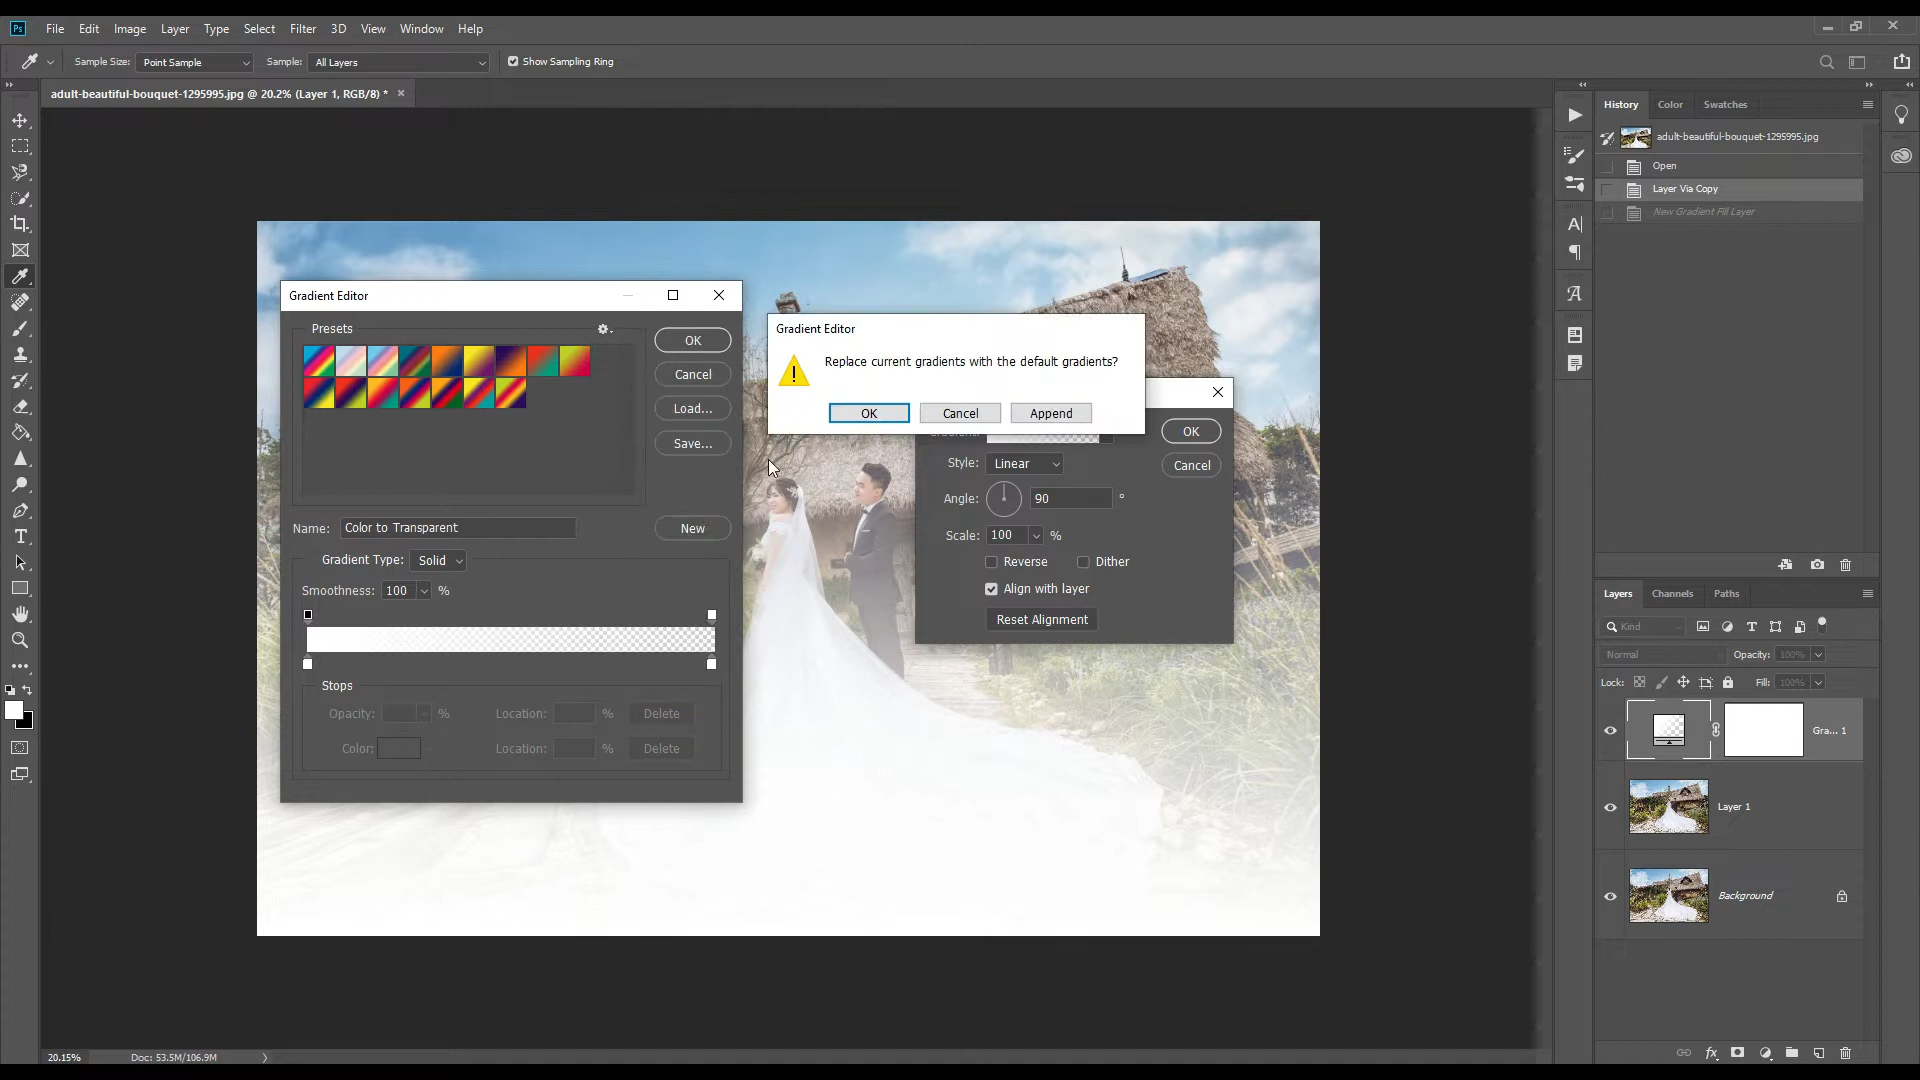 Ps File Edit Image Layer Type Select Filter 3D View Window Help
Sample Size: Point Sample Sample: All Layers Show Sampling Ring
adult-beautiful-bouquet-1295995.jpg @ 20.2% (Layer 1, RGB/8) *
History Color Swatches
adult-beautiful-bouquet-1295995.jpg
Open
Layer Via Copy
New Gradient Fill Layer
Gradient Editor
Presets
OK
Cancel
Load...
Save...
Name: Color to Transparent
New
Gradient Type: Solid
Smoothness: 100 %
Stops
Opacity: % Location: % Delete
Color: Location: % Delete
Gradient Editor
Replace current gradients with the default gradients?
OK Cancel Append
OK
Style: Linear
Cancel
Angle: 90 °
Scale: 100 %
Reverse Dither
Align with layer
Reset Alignment
Layers Channels Paths
Kind
Normal Opacity: 100%
Lock: Fill: 100%
Gra... 1
Layer 1
Background
fx
20.15% Doc: 53.5M/106.9M